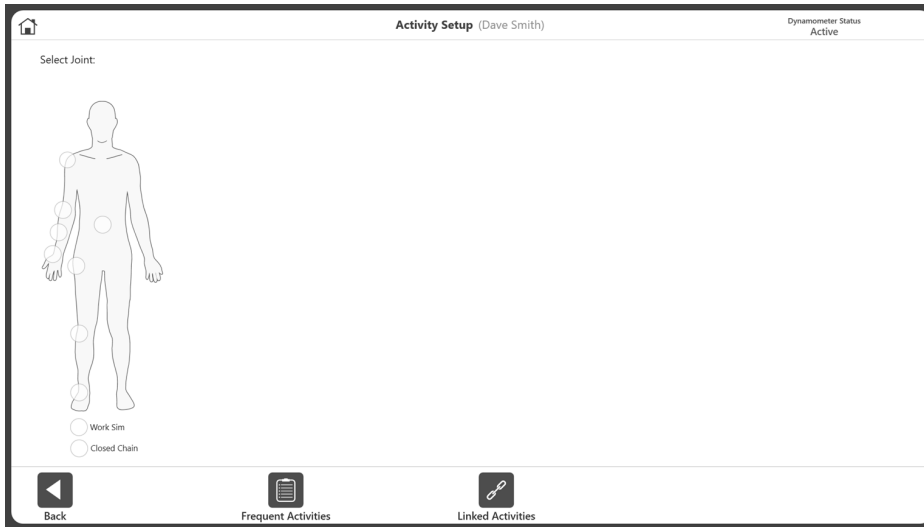 Activity Setup (Dave Smith)
Dynamometer Status
Active
Select Joint:
Work Sim
Closed Chain
Back
Frequent Activities
Linked Activities